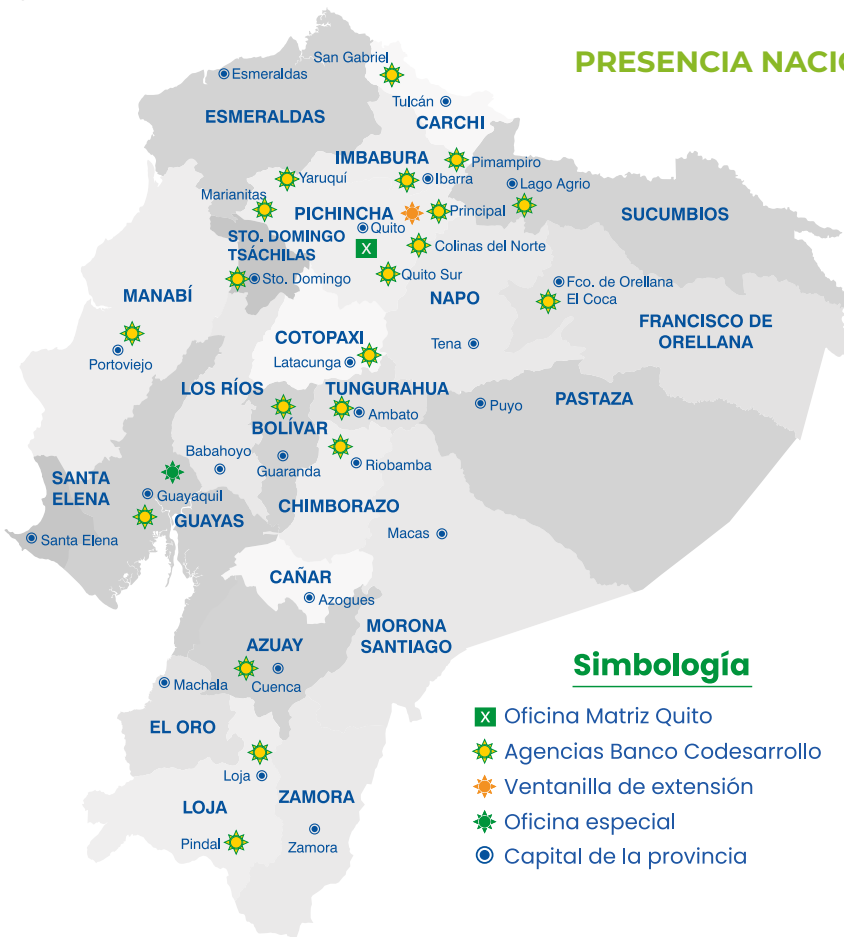 PRESENCIA NACIO
San Gabriel
Esmeraldas
Tulcán
ESMERALDAS
CARCHI
IMBABURA
Pimampiro
Yaruquí
Ibarra
Lago Agrio
Marianitas
PICHINCHA
Principal
SUCUMBIOS
Quito
STO. DOMINGO
TSÁCHILAS
X
Colinas del Norte
Sto. Domingo
Quito Sur
Fco. de Orellana
El Coca
MANABÍ
NAPO
FRANCISCO DE
ORELLANA
COTOPAXI
Tena
Portoviejo
Latacunga
LOS RÍOS
TUNGURAHUA
PASTAZA
Puyo
Ambato
BOLÍVAR
Babahoyo
Guaranda
Riobamba
SANTA
ELENA
Guayaquil
GUAYAS
CHIMBORAZO
Macas
Santa Elena
CAÑAR
Azogues
MORONA
SANTIAGO
AZUAY
Cuenca
Machala
EL ORO
Loja
ZAMORA
LOJA
Pindal
Zamora
Simbología
X Oficina Matriz Quito
Agencias Banco Codesarrollo
Ventanilla de extensión
Oficina especial
Capital de la provincia